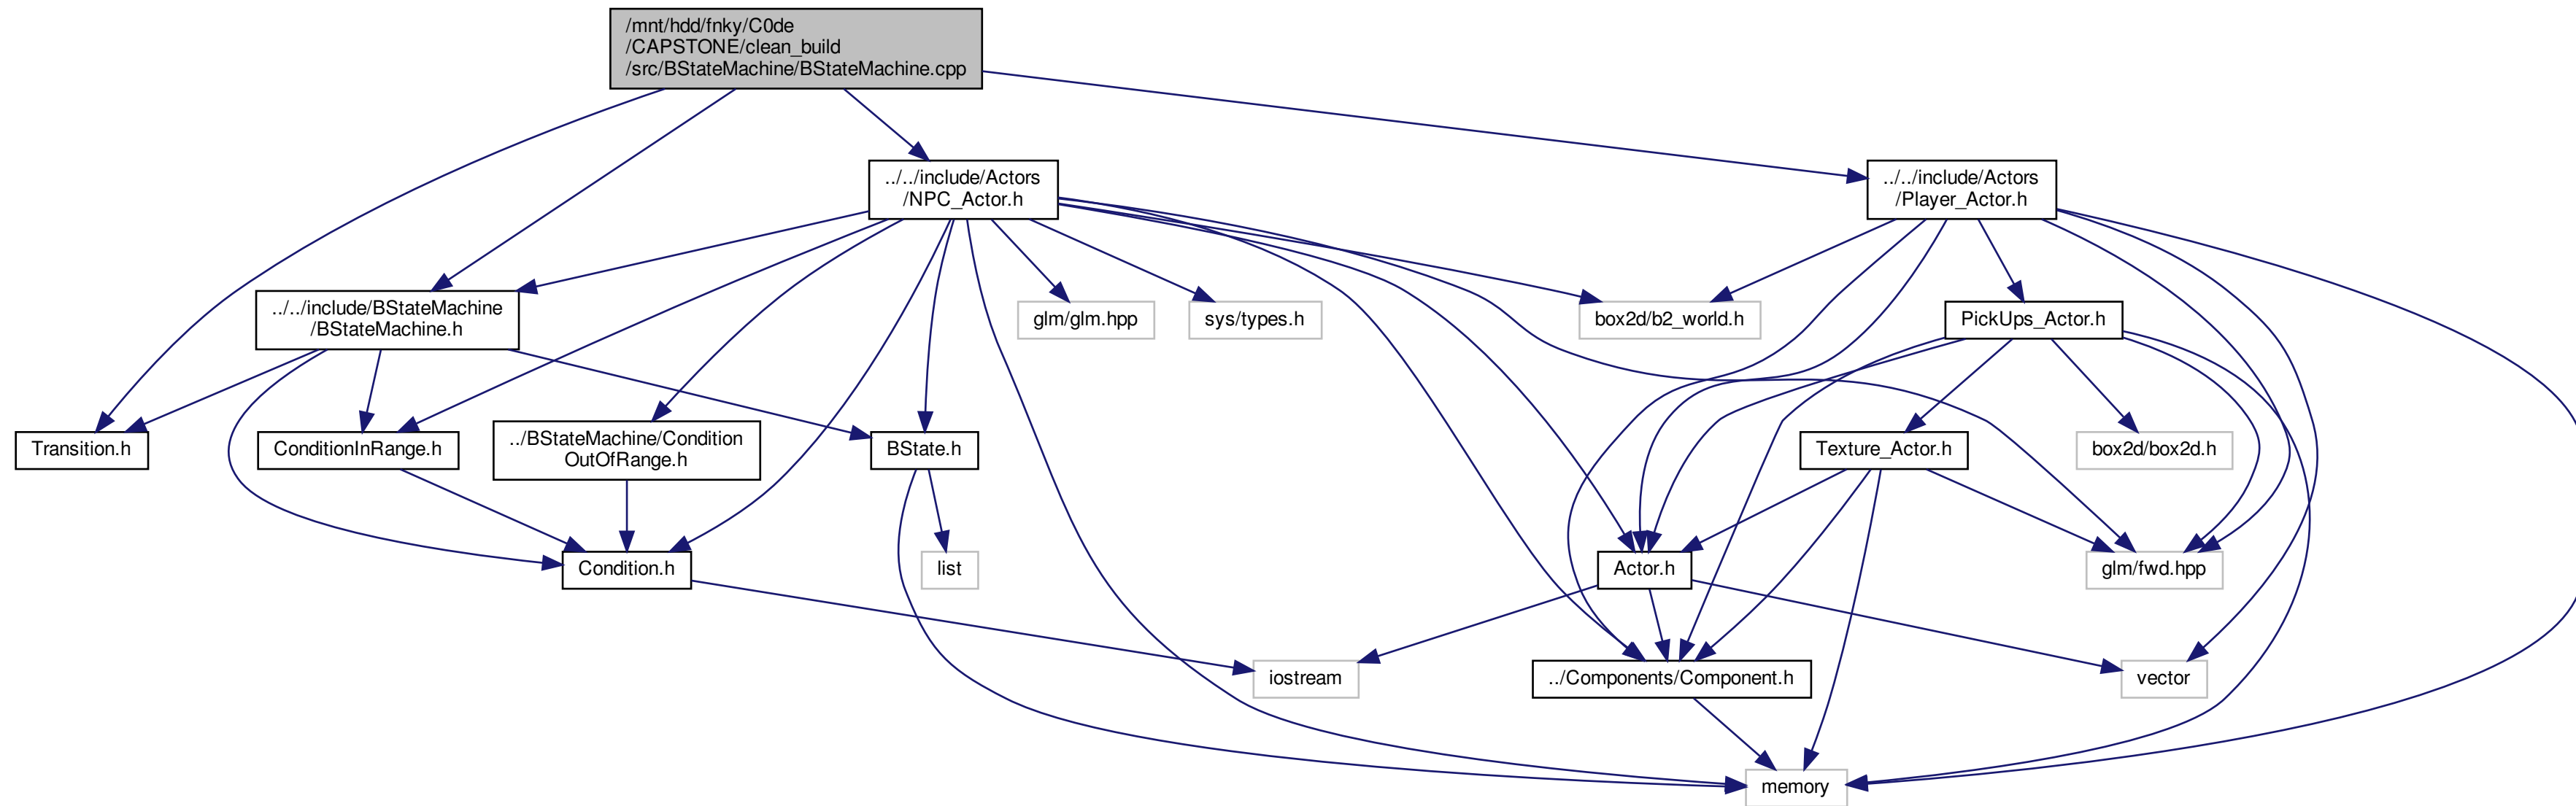 /mnt/hdd/fnky/C0de
/CAPSTONE/clean_build
/src/BStateMachine/BStateMachine.cpp
../../include/Actors
/NPC_Actor.h
../../include/Actors
/Player_Actor.h
../../include/BStateMachine
/BStateMachine.h
glm/glm.hpp
sys/types.h
box2d/b2_world.h
PickUps_Actor.h
Transition.h
ConditionInRange.h
../BStateMachine/Condition
OutOfRange.h
BState.h
Texture_Actor.h
box2d/box2d.h
Condition.h
list
Actor.h
glm/fwd.hpp
iostream
../Components/Component.h
vector
memory